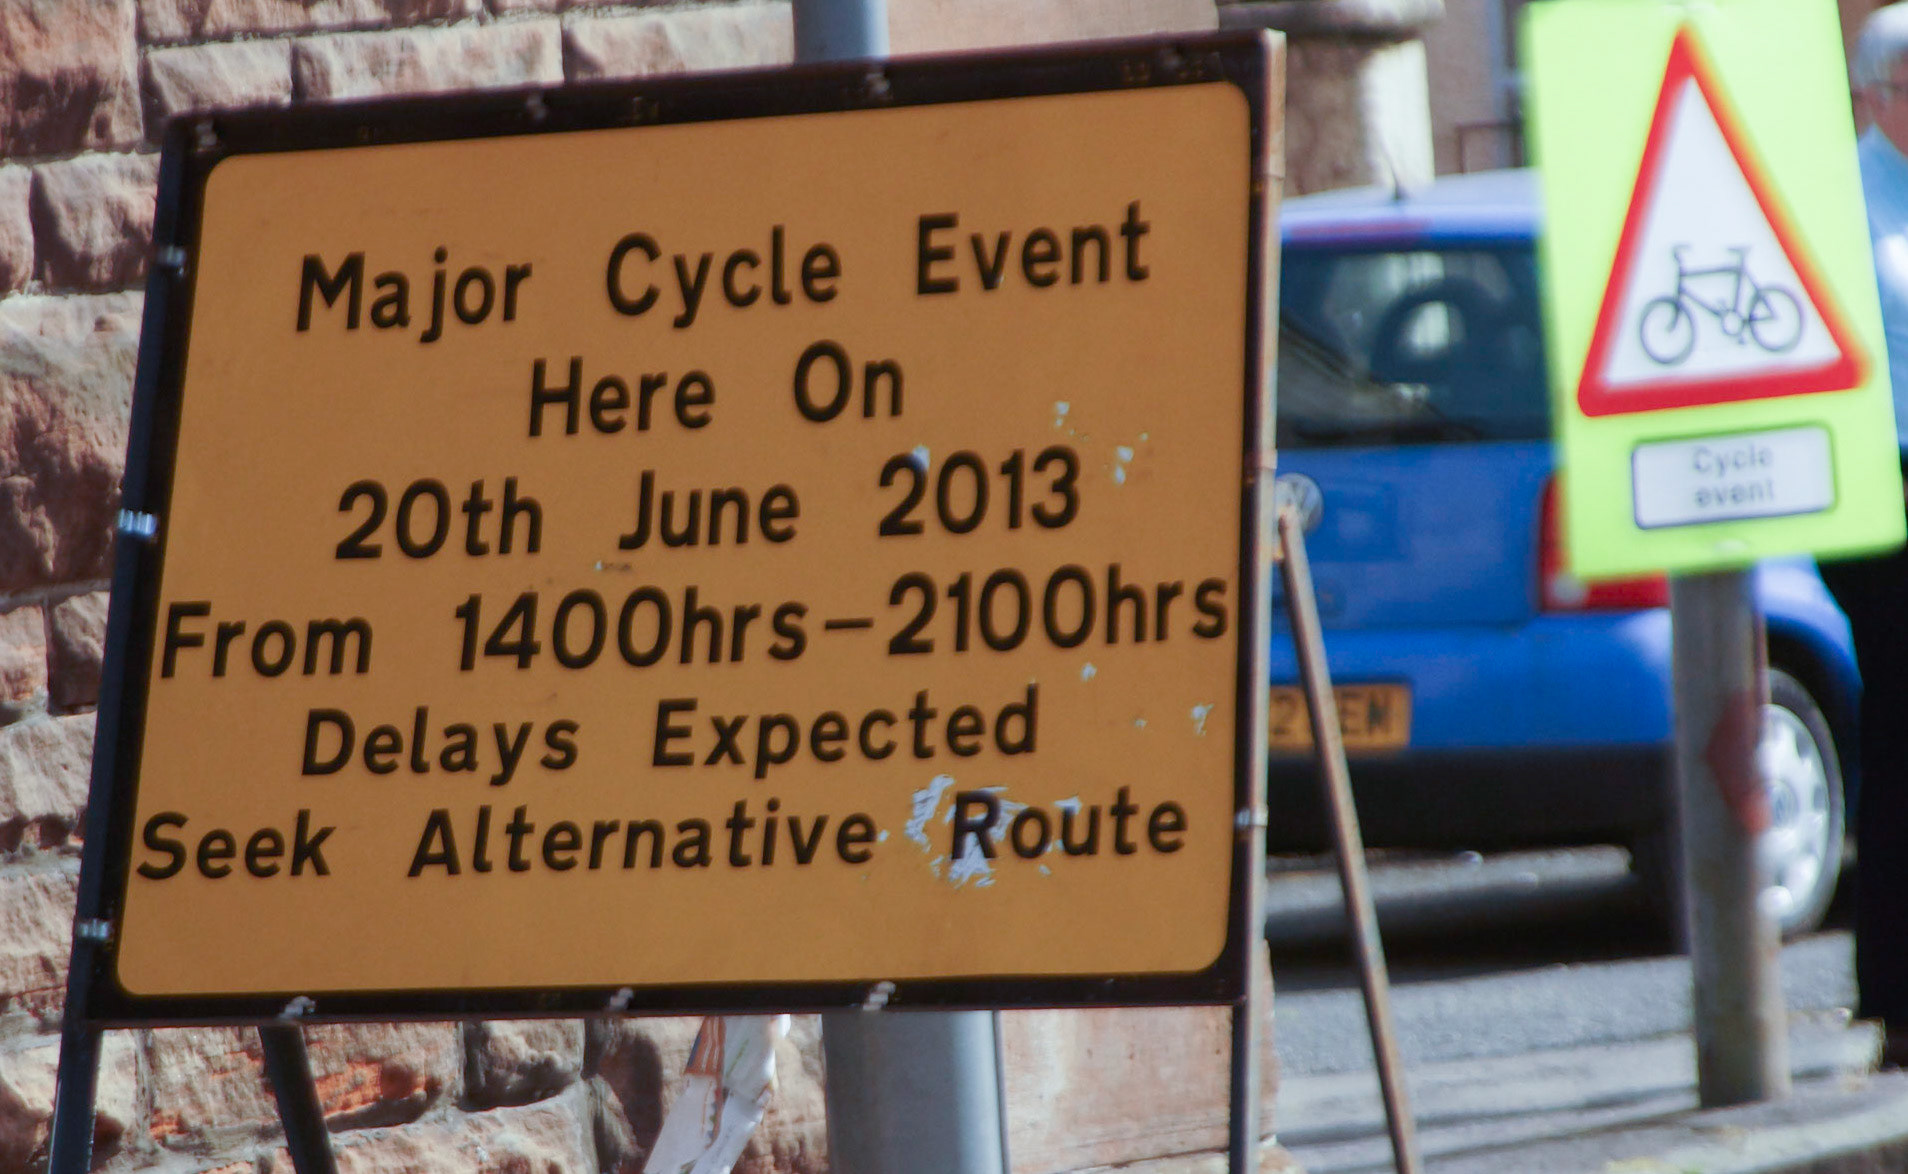 Major Cycle Event
Here On
20th June 2013
From 1400hrs-2100hrs
Delays Expected
Seek Alternative Route
Cycle
event